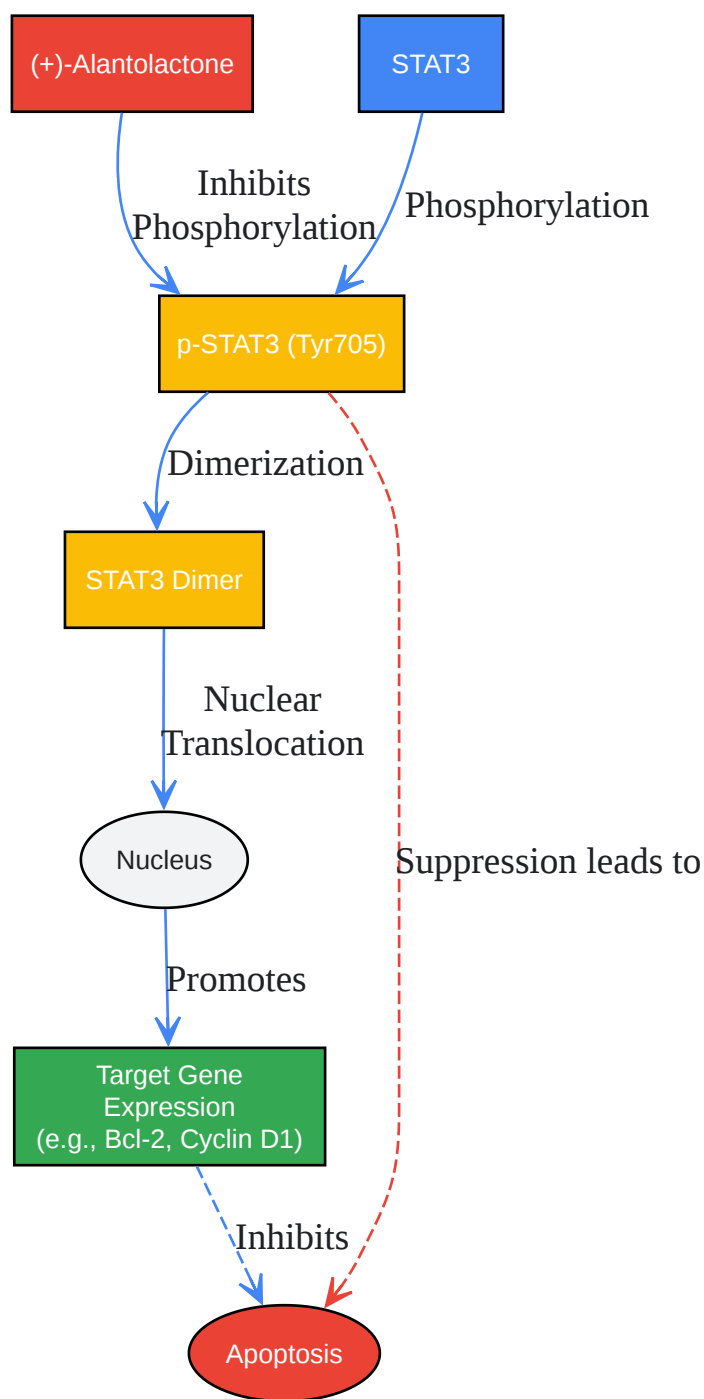 (+)-Alantolactone
STAT3
Inhibits
Phosphorylation
Phosphorylation
p-STAT3 (Tyr705)
Dimerization
STAT3 Dimer
Nuclear
Translocation
Nucleus
Suppression leads to
Promotes
Target Gene
Expression
(e.g., Bcl-2, Cyclin D1)
Inhibits
Apoptosis